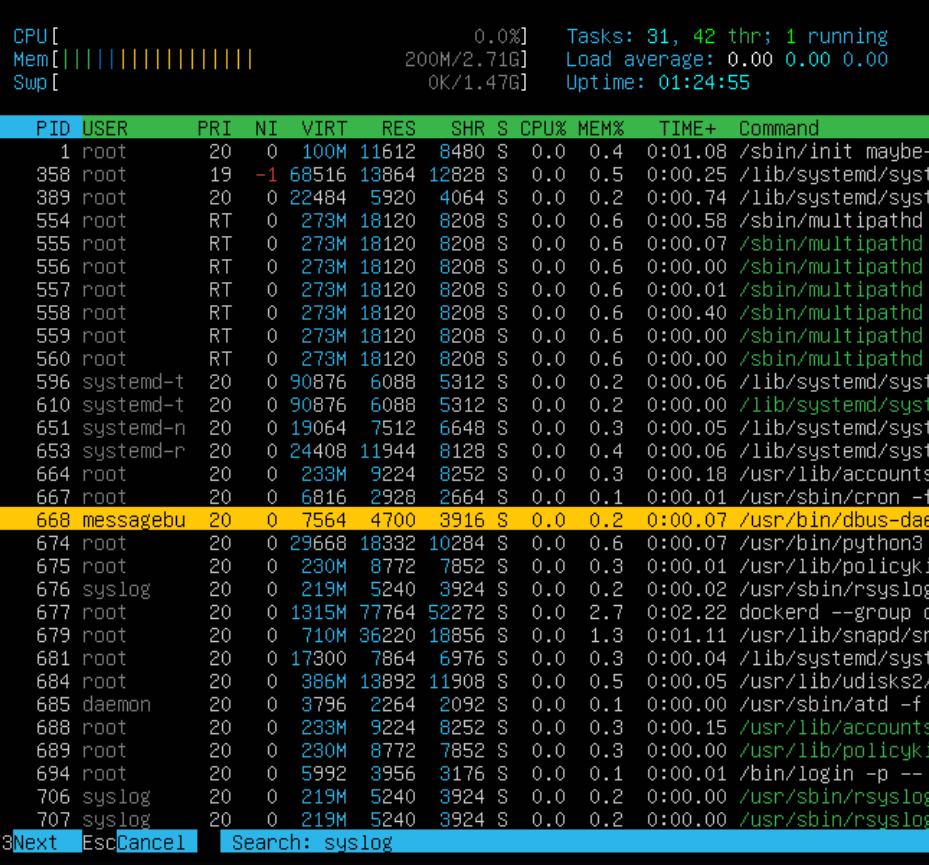 CPU[ 0.0%] Tasks: 31, 42 thr; 1 running
Mem[||||||||||||||||| 200M/2.71G] Load average: 0.00 0.00 0.00
Swp[ 0K/1.47G] Uptime: 01:24:55
PID USER PRI NI VIRT RES SHR S CPU% MEM% TIME+ Command
1 root 20 0 100M 11612 8480 S 0.0 0.4 0:01.08 /sbin/init maybe-
358 root 19 -1 68516 13864 12828 S 0.0 0.5 0:00.25 /lib/systemd/syst
389 root 20 0 22484 5920 4064 S 0.0 0.2 0:00.74 /lib/systemd/syst
554 root RT 0 273M 18120 8208 S 0.0 0.6 0:00.58 /sbin/multipathd
555 root RT 0 273M 18120 8208 S 0.0 0.6 0:00.07 /sbin/multipathd
556 root RT 0 273M 18120 8208 S 0.0 0.6 0:00.00 /sbin/multipathd
557 root RT 0 273M 18120 8208 S 0.0 0.6 0:00.01 /sbin/multipathd
558 root RT 0 273M 18120 8208 S 0.0 0.6 0:00.40 /sbin/multipathd
559 root RT 0 273M 18120 8208 S 0.0 0.6 0:00.00 /sbin/multipathd
560 root RT 0 273M 18120 8208 S 0.0 0.6 0:00.00 /sbin/multipathd
596 systemd-t 20 0 90876 6088 5312 S 0.0 0.2 0:00.06 /lib/systemd/syst
610 systemd-t 20 0 90876 6088 5312 S 0.0 0.2 0:00.00 /lib/systemd/syst
651 systemd-n 20 0 19064 7512 6648 S 0.0 0.3 0:00.05 /lib/systemd/syst
653 systemd-r 20 0 24408 11944 8128 S 0.0 0.4 0:00.06 /lib/systemd/syst
664 root 20 0 233M 9224 8252 S 0.0 0.3 0:00.18 /usr/lib/accounts
667 root 20 0 6816 2928 2664 S 0.0 0.1 0:00.01 /usr/sbin/cron -f
668 messagebu 20 0 7564 4700 3916 S 0.0 0.2 0:00.07 /usr/bin/dbus-dae
674 root 20 0 29668 18332 10284 S 0.0 0.6 0:00.07 /usr/bin/python3
675 root 20 0 230M 8772 7852 S 0.0 0.3 0:00.01 /usr/lib/policyki
676 syslog 20 0 219M 5240 3924 S 0.0 0.2 0:00.02 /usr/sbin/rsyslog
677 root 20 0 1315M 77764 52272 S 0.0 2.7 0:02.22 dockerd --group d
679 root 20 0 710M 36220 18856 S 0.0 1.3 0:01.11 /usr/lib/snapd/sn
681 root 20 0 17300 7864 6976 S 0.0 0.3 0:00.04 /lib/systemd/syst
684 root 20 0 386M 13892 11908 S 0.0 0.5 0:00.05 /usr/lib/udisks2/
685 daemon 20 0 3796 2264 2092 S 0.0 0.1 0:00.00 /usr/sbin/atd -f
688 root 20 0 233M 9224 8252 S 0.0 0.3 0:00.15 /usr/lib/accounts
689 root 20 0 230M 8772 7852 S 0.0 0.3 0:00.00 /usr/lib/policyki
694 root 20 0 5992 3956 3176 S 0.0 0.1 0:00.01 /bin/login -p --
706 syslog 20 0 219M 5240 3924 S 0.0 0.2 0:00.00 /usr/sbin/rsyslog
707 syslog 20 0 219M 5240 3924 S 0.0 0.2 0:00.00 /usr/sbin/rsyslog
3Next EscCancel Search: syslog